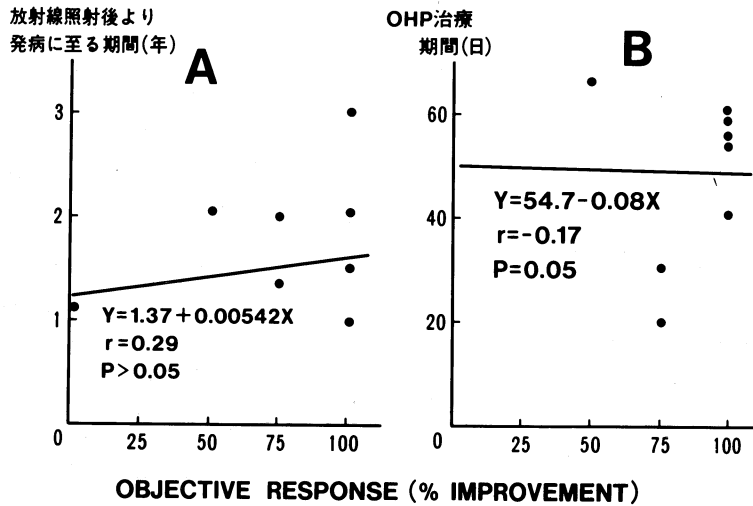 放射線照射後より
発病に至る期間(年)
A
3
2
1
0
25
50
75
100
Y=1.37+0.00542X
r=0.29
P>0.05
OHP治療
期間(日)
B
60
40
20
0
25
50
75
100
Y=54.7-0.08X
r=-0.17
P=0.05
OBJECTIVE RESPONSE (% IMPROVEMENT)